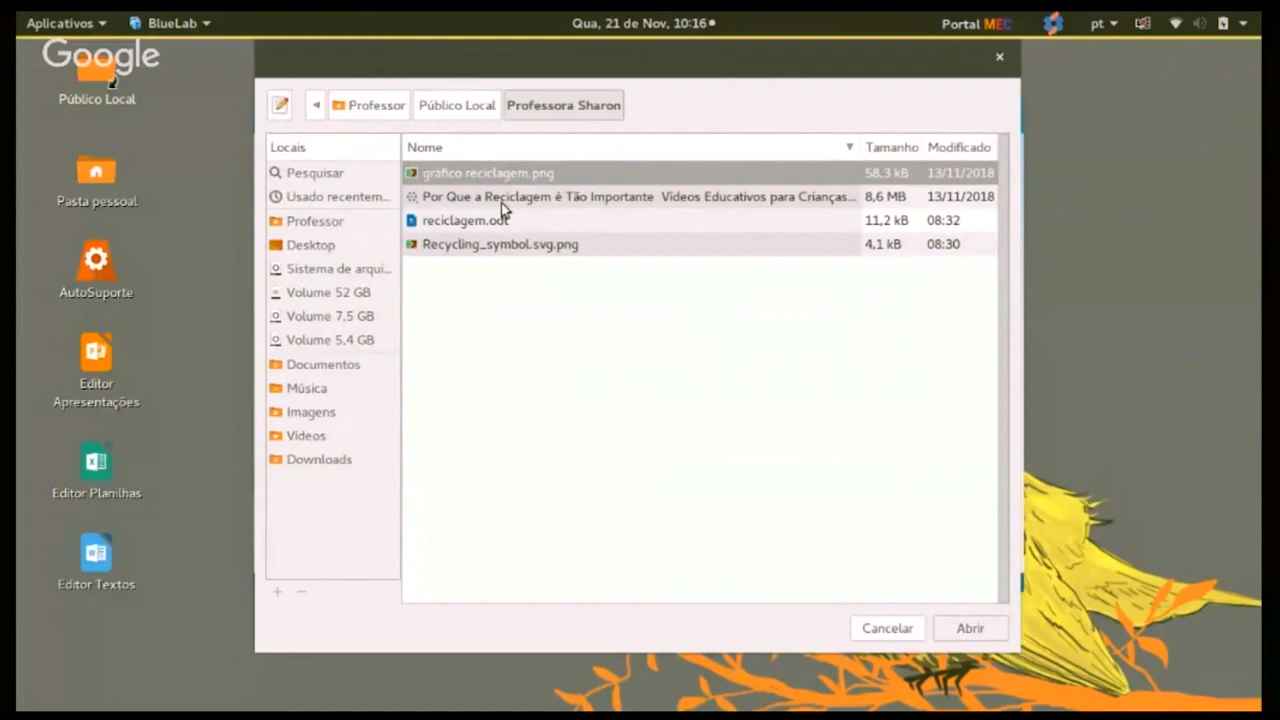 Aplicativos BlueLab Qua, 21 de Nov, 10:16 Portal MEC pt
Google
Público Local
Pasta pessoal
AutoSuporte
Editor
Apresentações
Editor Planilhas
Editor Textos
Professor Público Local Professora Sharon
Locais Nome Tamanho Modificado
Pesquisar
Usado recentem...
Professor
Desktop
Sistema de arqui...
Volume 52 GB
Volume 7,5 GB
Volume 5,4 GB
Documentos
Música
Imagens
Vídeos
Downloads
gráfico reciclagem.png 58,3 kB 13/11/2018
Por Que a Reciclagem é Tão Importante Vídeos Educativos para Crianças... 8,6 MB 13/11/2018
reciclagem.odt 11,2 kB 08:32
Recycling_symbol.svg.png 4,1 kB 08:30
Cancelar Abrir